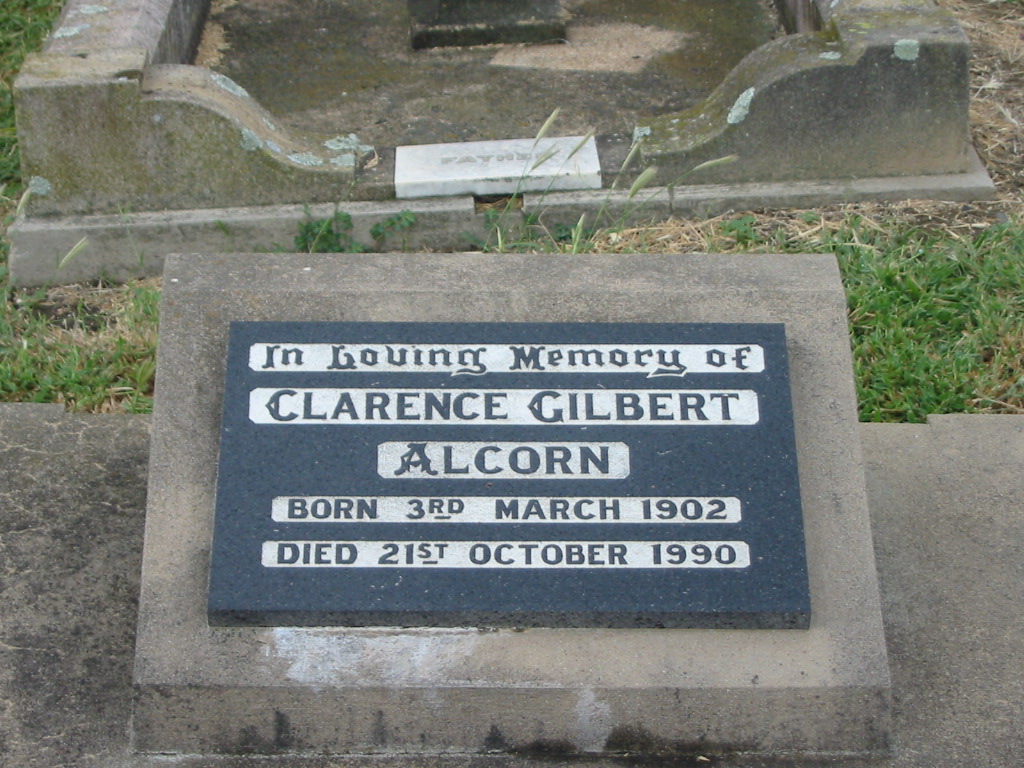 In Loving Memory of
CLARENCE GILBERT
ALCORN
BORN 3RD MARCH 1902
DIED 21ST OCTOBER 1990